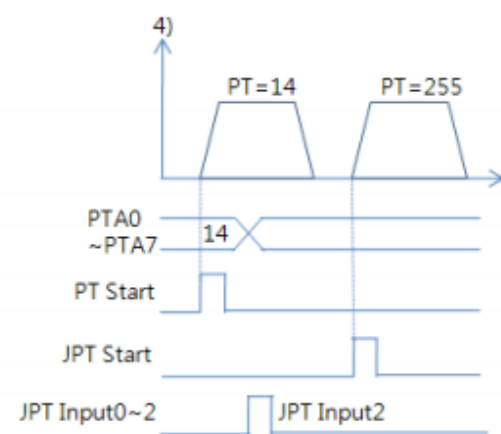 4)
PT=14 PT=255
PTA0
~PTA7 14
PT Start
JPT Start
JPT Input0~2 JPT Input2